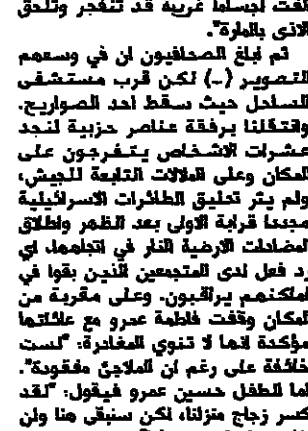 لفت اجساما غريبة قد تنفجر وتلحق
الاذى بالمارة".
ثم ابلغ الصحافيون ان في وسعهم
التصوير (...) لكن قرب مستشفى
الساحل حيث سقط احد الصواريخ.
وانتقلنا برفقة عناصر حزبية لنجد
عشرات الاشخاص يتفرجون على
المكان وعلى الآلات التابعة للجيش،
ولم يثر تحليق الطائرات الاسرائيلية
مجددا قرابة الاولى بعد الظهر واطلاق
المضادات الارضية النار في اتجاهها، اي
رد فعل لدى المتجمعين الذين بقوا في
اماكنهم يراقبون. وعلى مقربة من
المكان وقفت فاطمة عمرو مع عائلتها
مؤكدة انها لا تنوي المغادرة: "لست
خائفة على رغم ان الملاجئ مفقودة".
اما الطفل حسين عمرو فيقول: "لقد
كسر زجاج منزلنا، لكن سنبقى هنا ولن